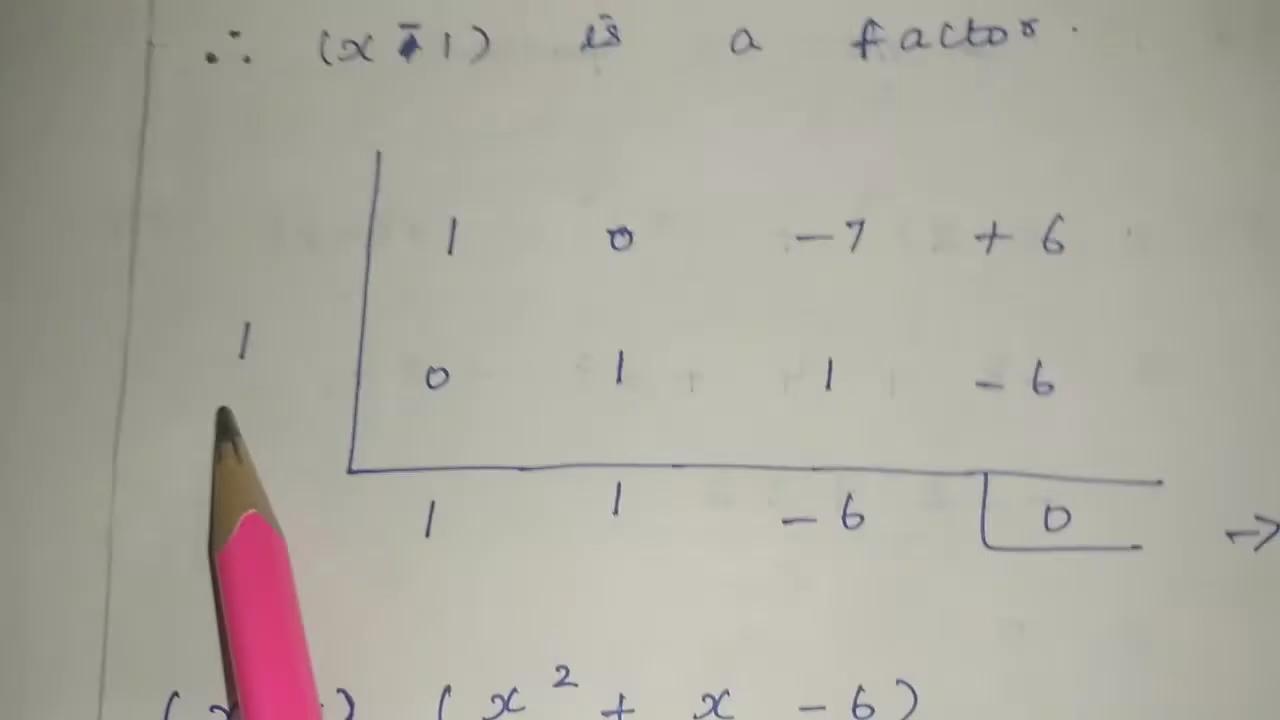 ∴ (x - 1) is a factor.
1 0 -7 + 6
1
0 1 1 - 6
1 1 - 6 0 →
(x ) (x² + x - 6)